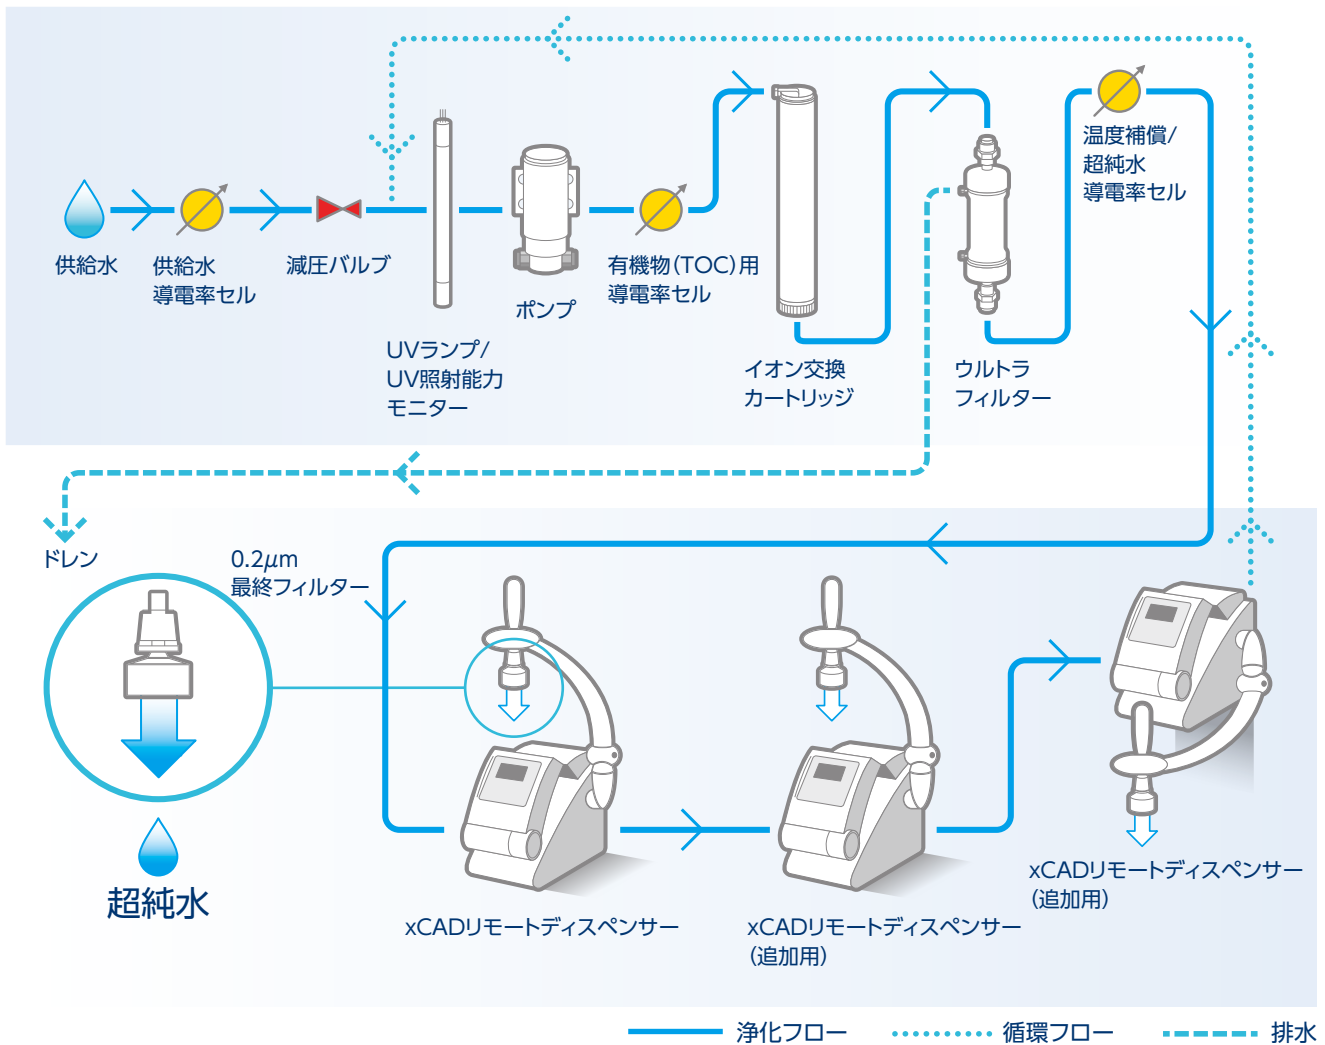 供給水
供給水
導電率セル
減圧バルブ
UVランプ/
UV照射能力
モニター
ポンプ
有機物(TOC)用
導電率セル
イオン交換
カートリッジ
ウルトラ
フィルター
温度補償/
超純水
導電率セル
ドレン
0.2μm
最終フィルター
超純水
xCADリモートディスペンサー
xCADリモートディスペンサー
(追加用)
xCADリモートディスペンサー
(追加用)
浄化フロー
循環フロー
排水